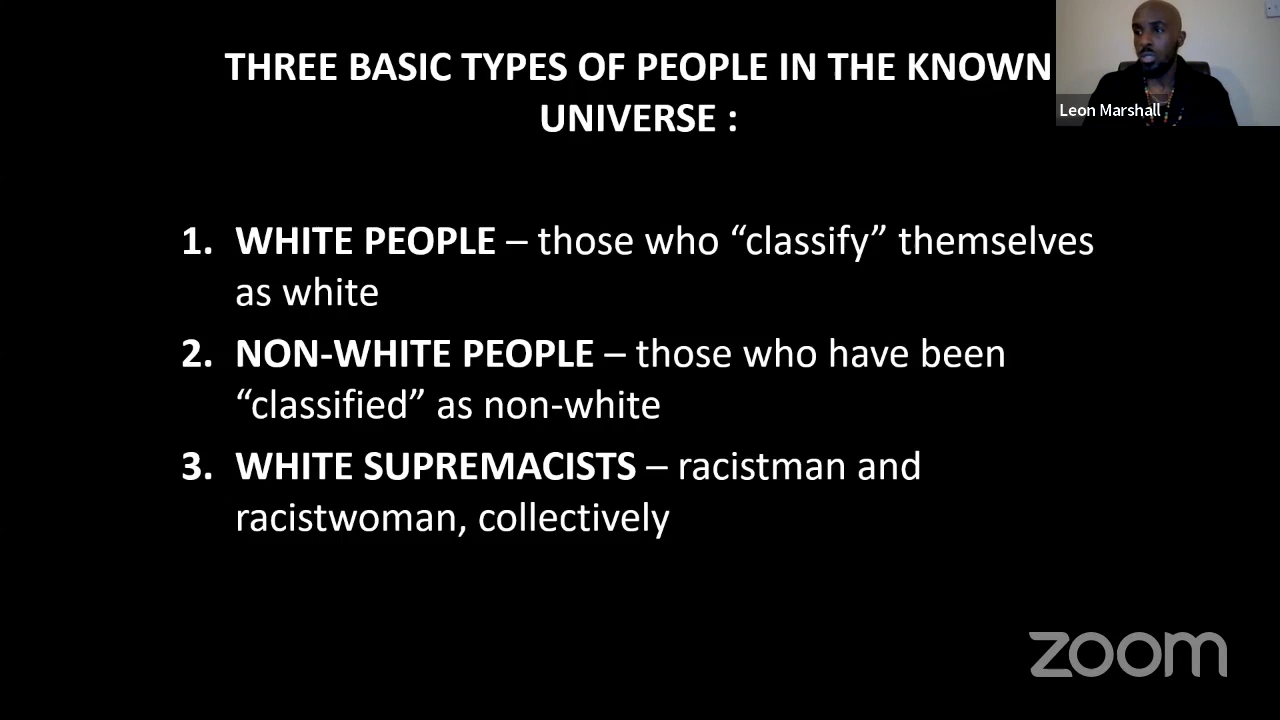 THREE BASIC TYPES OF PEOPLE IN THE KNOWN
UNIVERSE :
Leon Marshall
1. WHITE PEOPLE – those who “classify” themselves
as white
2. NON-WHITE PEOPLE – those who have been
“classified” as non-white
3. WHITE SUPREMACISTS – racistman and
racistwoman, collectively
zoom